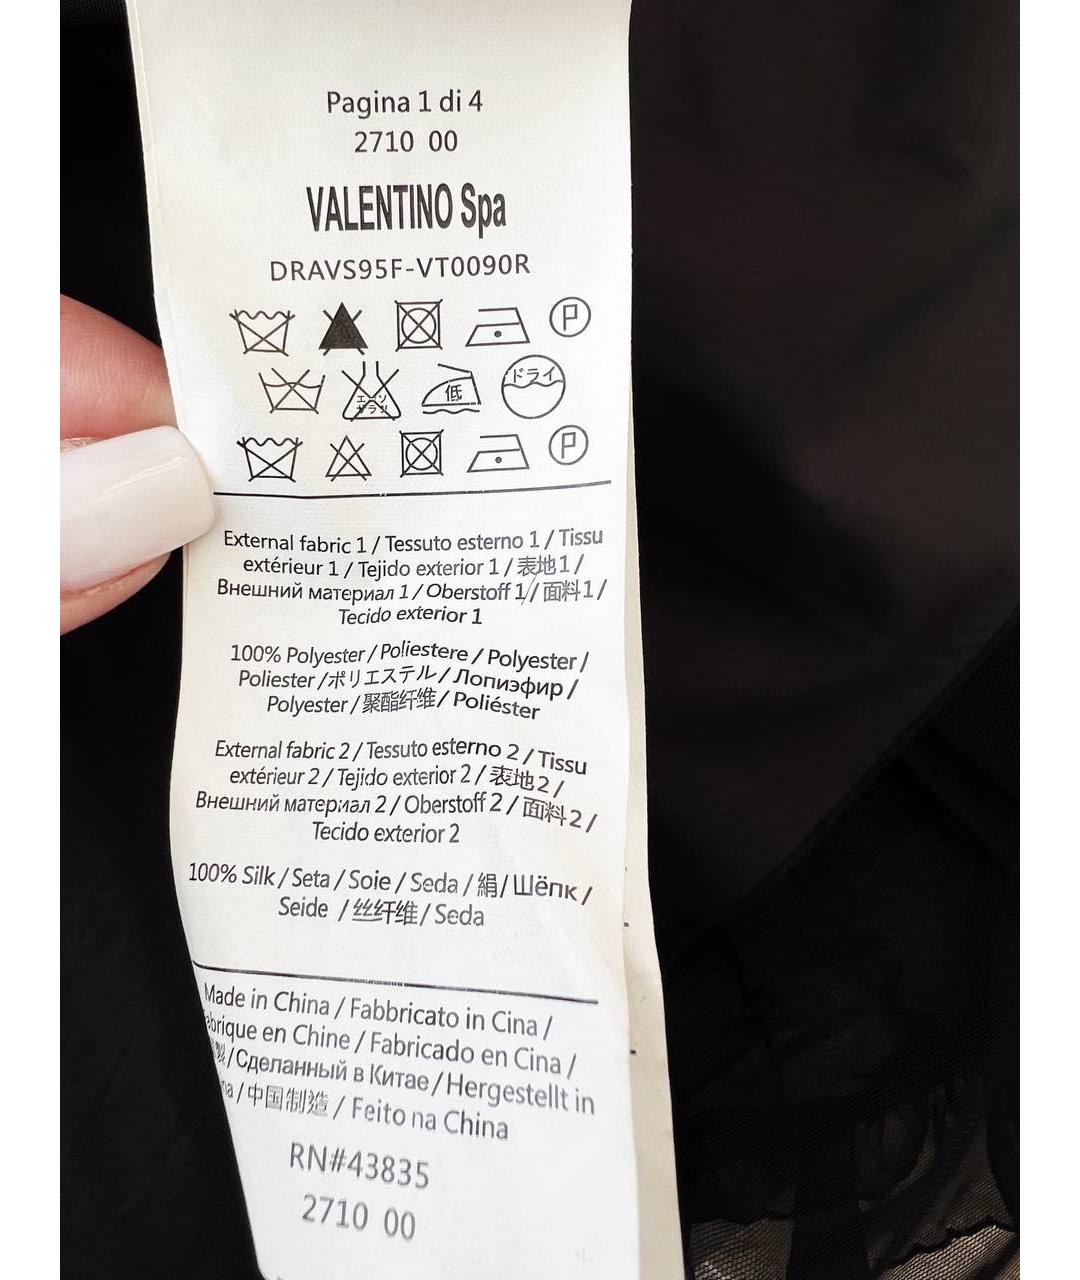 Pagina 1 di 4
2710 00
VALENTINO Spa
DRAVS95F-VT0090R
P
低 ドライ
P
External fabric 1 / Tessuto esterno 1 / Tissu
extérieur 1 / Tejido exterior 1 / 表地1 /
Внешний материал 1 / Oberstoff 1 / 面料1 /
Tecido exterior 1
100% Polyester / Poliestere / Polyester /
Poliester / ポリエステル / Лопиэфир /
Polyester / 聚酯纤维 / Poliéster
External fabric 2 / Tessuto esterno 2 / Tissu
extérieur 2 / Tejido exterior 2 / 表地2 /
Внешний материал 2 / Oberstoff 2 / 面料2 /
Tecido exterior 2
100% Silk / Seta / Soie / Seda / 絹 / Шёпк /
Seide / 丝纤维 / Seda
Made in China / Fabbricato in Cina /
abriqué en Chine / Fabricado en Cina /
製 / Сделанный в Китае / Hergestellt in
na / 中国制造 / Feito na China
RN#43835
2710 00